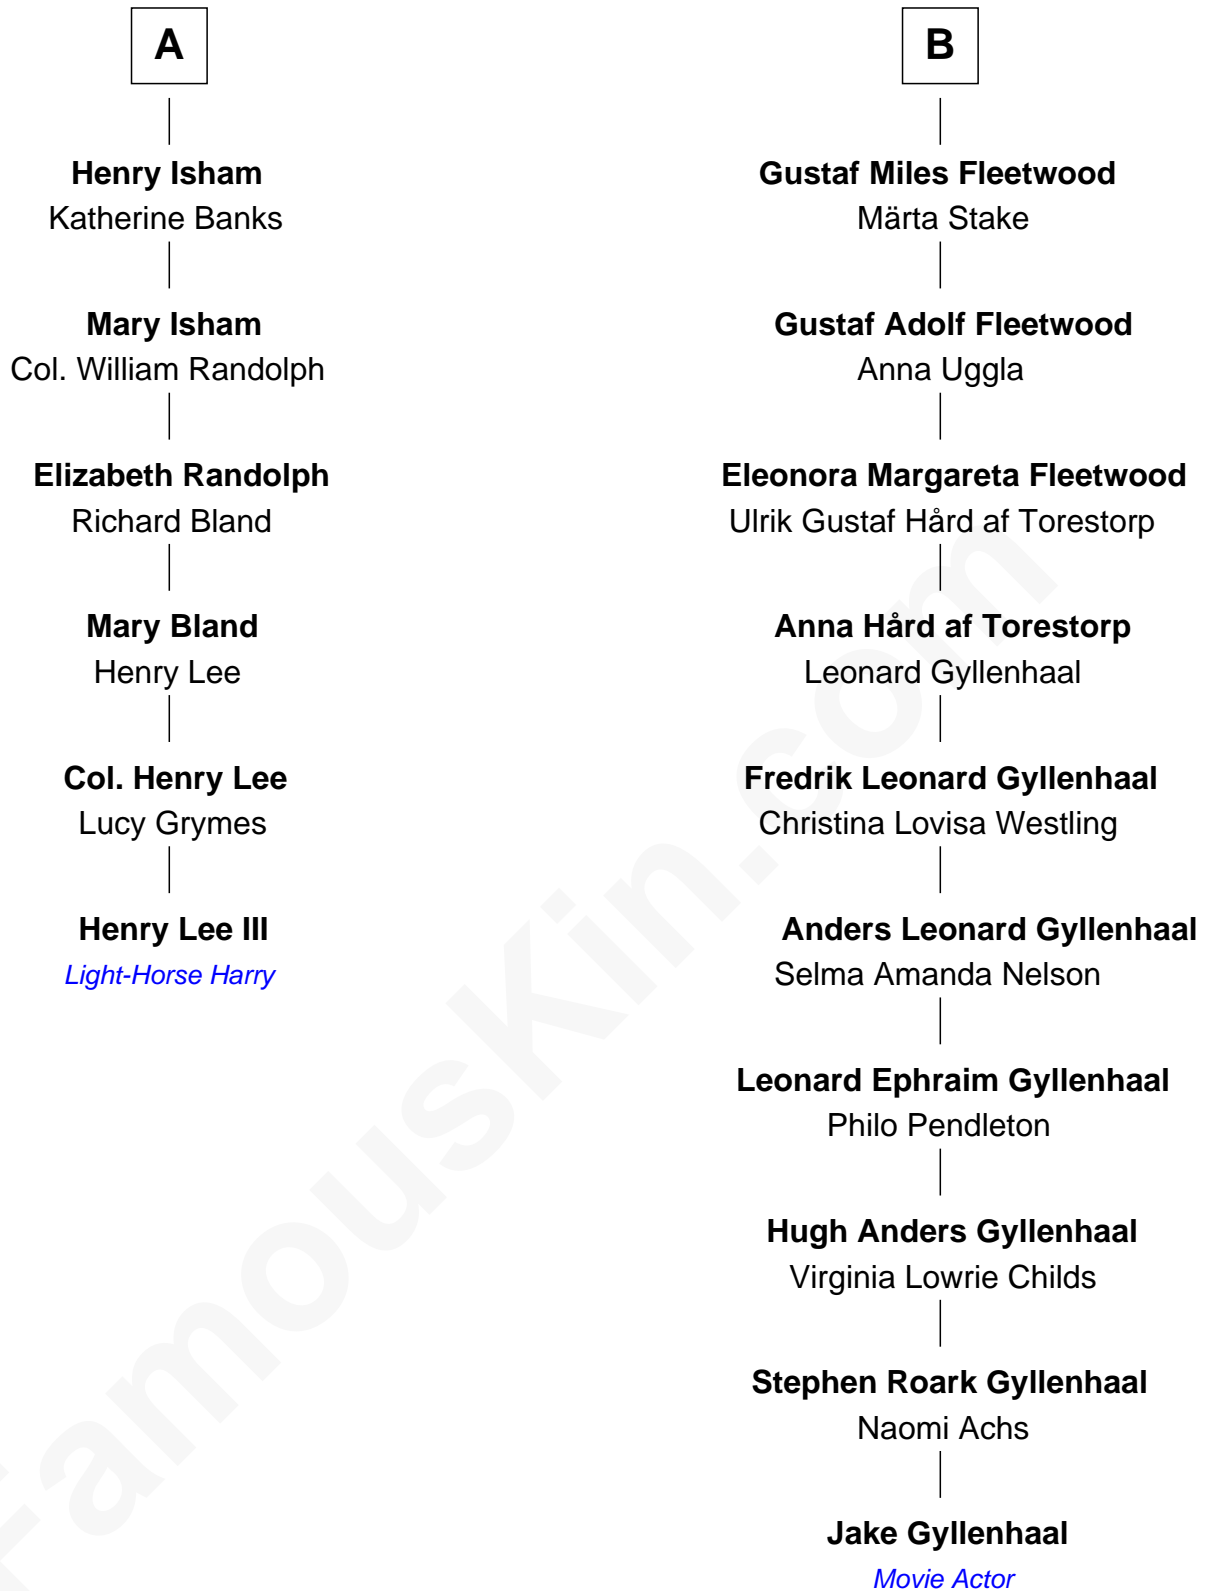 A
Henry Isham
Katherine Banks
Mary Isham
Col. William Randolph
Elizabeth Randolph
Richard Bland
Mary Bland
Henry Lee
Col. Henry Lee
Lucy Grymes
Henry Lee III
Light-Horse Harry
B
Gustaf Miles Fleetwood
Märta Stake
Gustaf Adolf Fleetwood
Anna Uggla
Eleonora Margareta Fleetwood
Ulrik Gustaf Hård af Torestorp
Anna Hård af Torestorp
Leonard Gyllenhaal
Fredrik Leonard Gyllenhaal
Christina Lovisa Westling
Anders Leonard Gyllenhaal
Selma Amanda Nelson
Leonard Ephraim Gyllenhaal
Philo Pendleton
Hugh Anders Gyllenhaal
Virginia Lowrie Childs
Stephen Roark Gyllenhaal
Naomi Achs
Jake Gyllenhaal
Movie Actor
FamousKin.com